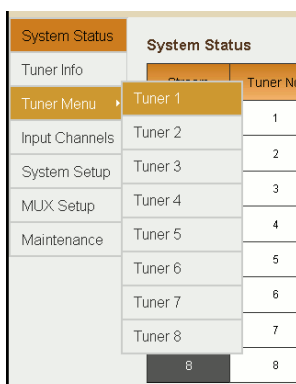 System Status
Tuner Info
Tuner Menu
Input Channels
System Setup
MUX Setup
Maintenance
System Status
Tuner 1
Tuner 2
Tuner 3
Tuner 4
Tuner 5
Tuner 6
Tuner 7
Tuner 8
Tuner
1
2
3
4
5
6
7
8 8